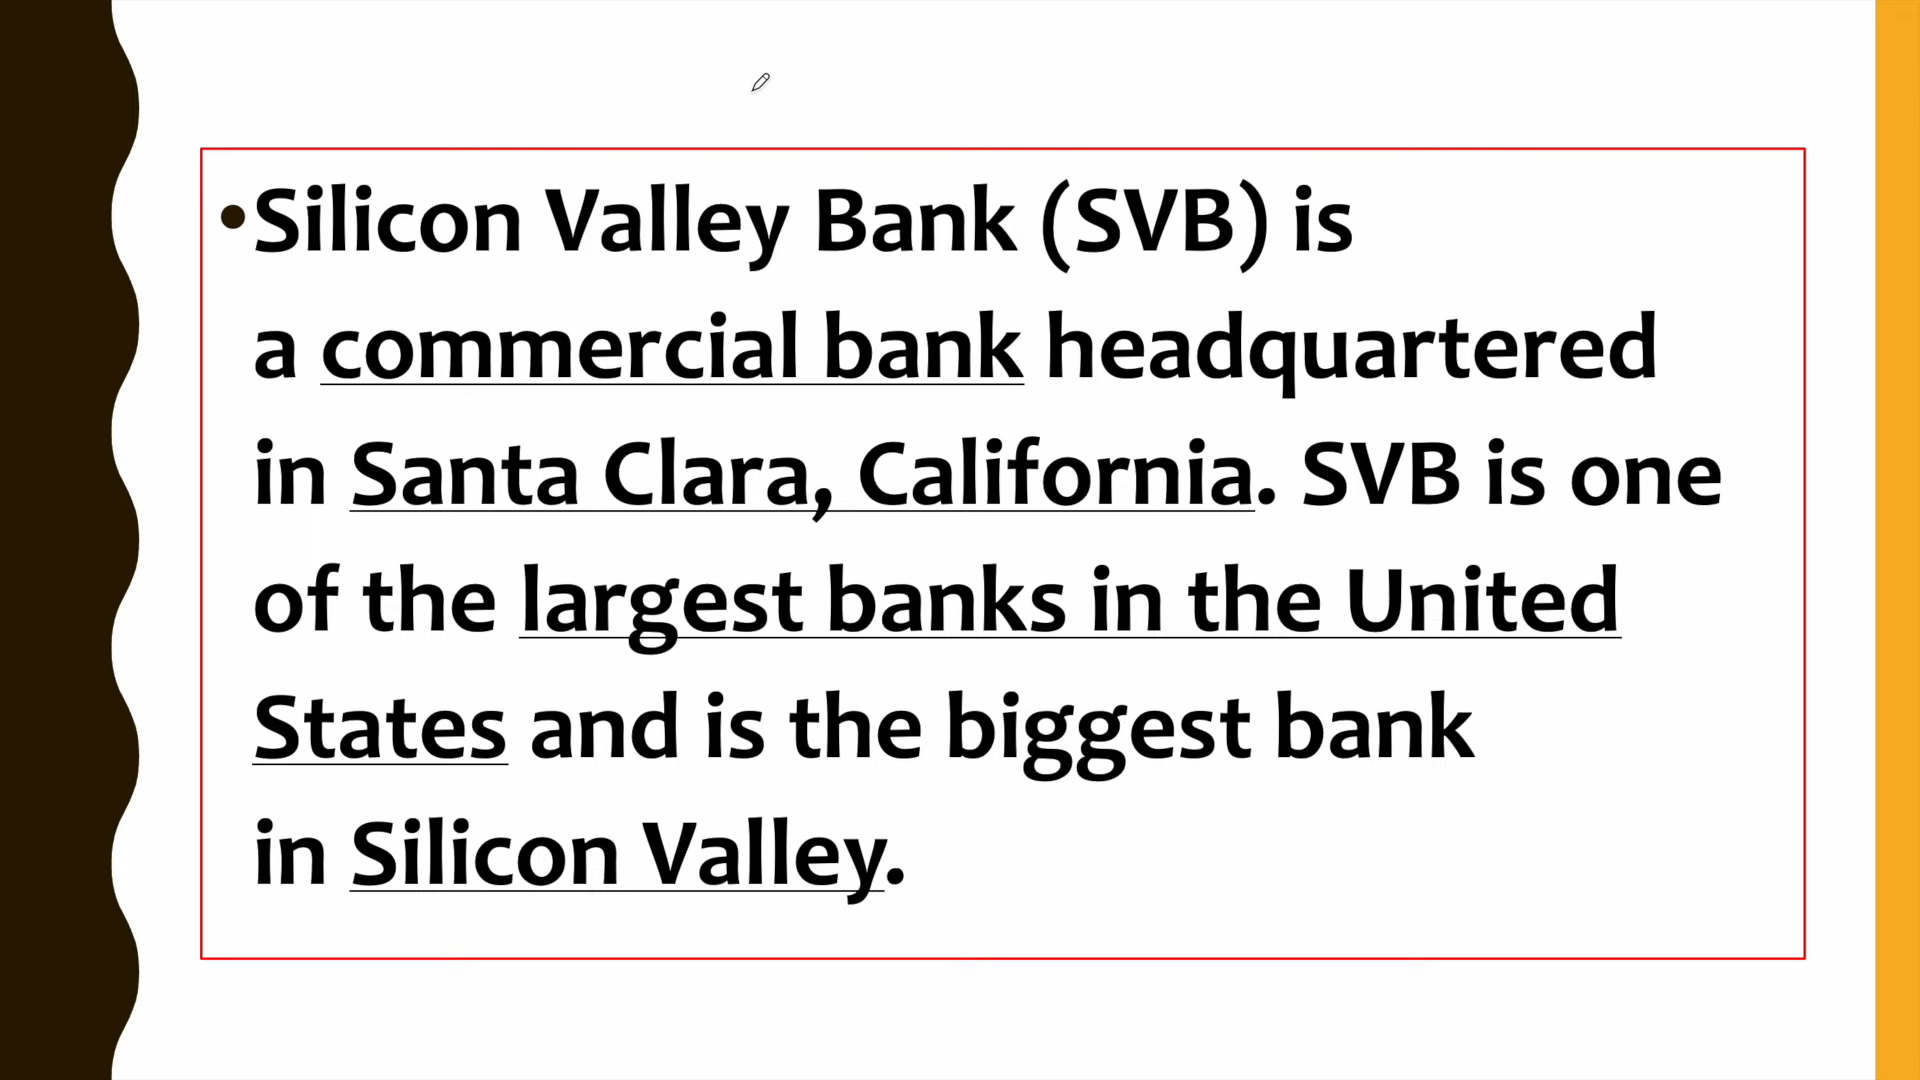 •Silicon Valley Bank (SVB) is
a commercial bank headquartered
in Santa Clara, California. SVB is one
of the largest banks in the United
States and is the biggest bank
in Silicon Valley.